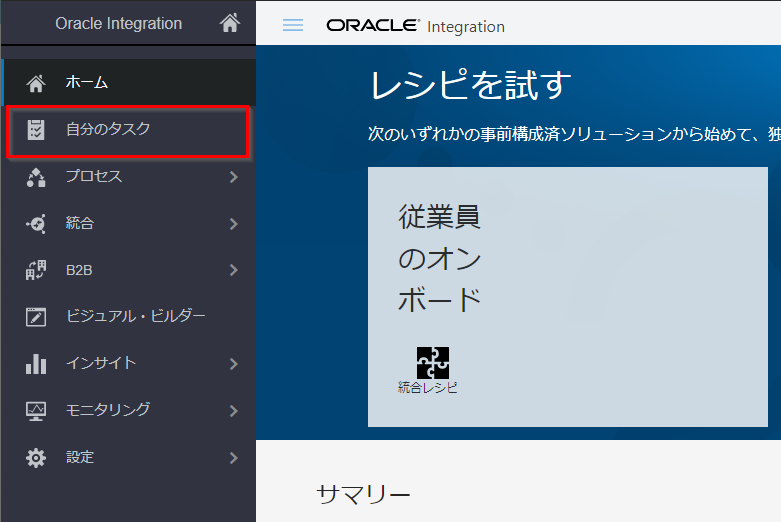 Oracle Integration
ホーム
自分のタスク
プロセス
統合
B2B
ビジュアル・ビルダー
インサイト
モニタリング
設定
ORACLE Integration
レシピを試す
次のいずれかの事前構成済ソリューションから始めて、独
従業員
のオン
ボード
統合レシピ
サマリー